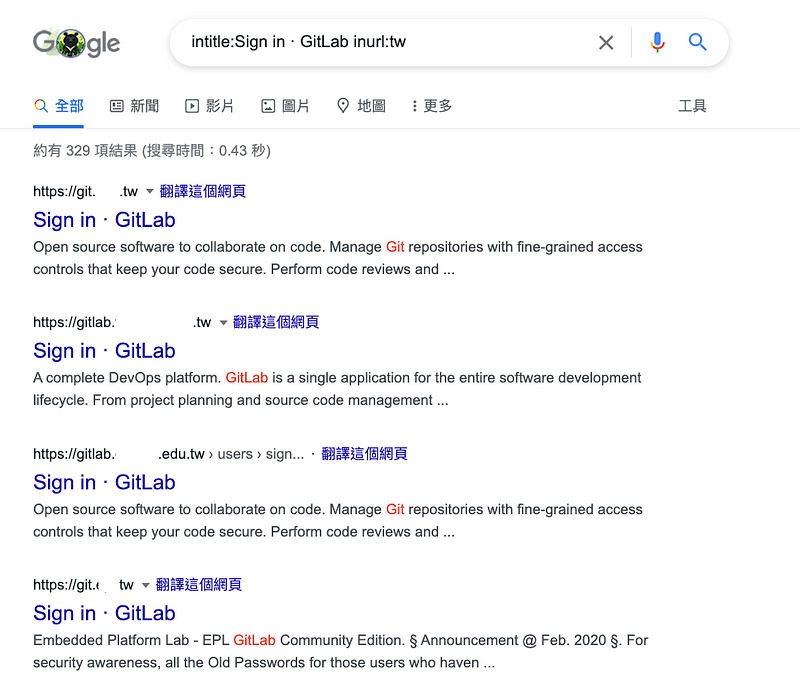 Google
intitle:Sign in · GitLab inurl:tw
全部 新聞 影片 圖片 地圖 更多 工具
約有 329 項結果 (搜尋時間：0.43 秒)
https://git. .tw 翻譯這個網頁
Sign in · GitLab
Open source software to collaborate on code. Manage Git repositories with fine-grained access
controls that keep your code secure. Perform code reviews and ...
https://gitlab. .tw 翻譯這個網頁
Sign in · GitLab
A complete DevOps platform. GitLab is a single application for the entire software development
lifecycle. From project planning and source code management ...
https://gitlab. .edu.tw › users › sign... · 翻譯這個網頁
Sign in · GitLab
Open source software to collaborate on code. Manage Git repositories with fine-grained access
controls that keep your code secure. Perform code reviews and ...
https://git. tw 翻譯這個網頁
Sign in · GitLab
Embedded Platform Lab - EPL GitLab Community Edition. § Announcement @ Feb. 2020 §. For
security awareness, all the Old Passwords for those users who haven ...